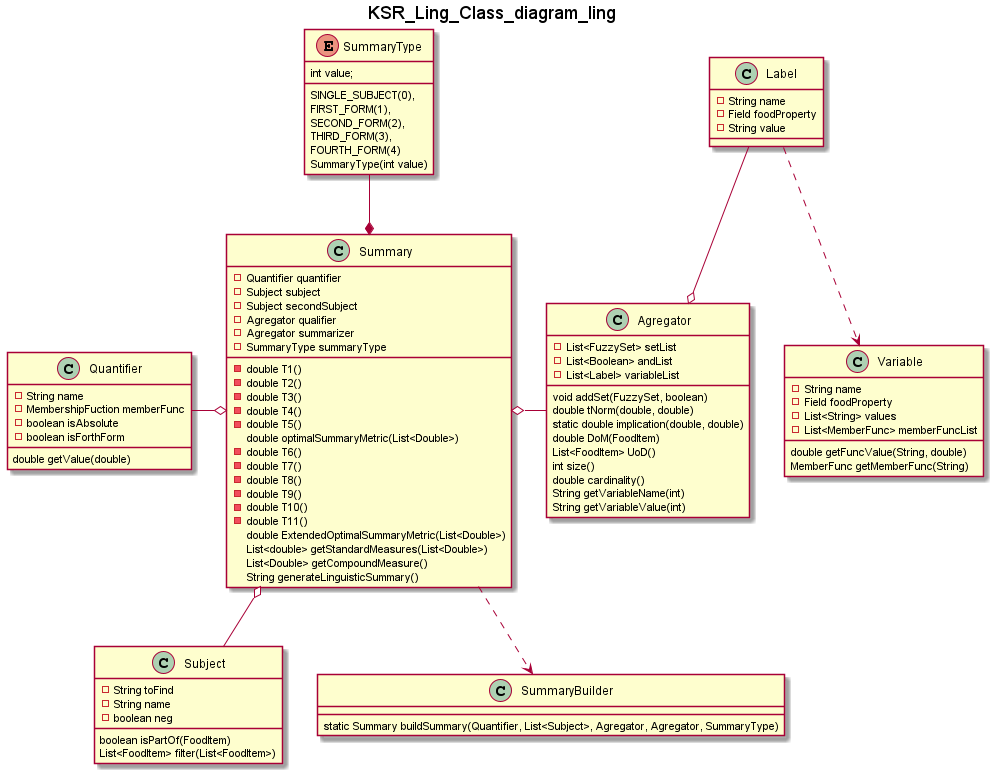 KSR_Ling_Class_diagram_ling
E SummaryType
int value;
SINGLE_SUBJECT(0),
FIRST_FORM(1),
SECOND_FORM(2),
THIRD_FORM(3),
FOURTH_FORM(4)
SummaryType(int value)
C Label
String name
Field foodProperty
String value
C Summary
Quantifier quantifier
Subject subject
Subject secondSubject
Agregator qualifier
Agregator summarizer
SummaryType summaryType
double T1()
double T2()
double T3()
double T4()
double T5()
double optimalSummaryMetric(List<Double>)
double T6()
double T7()
double T8()
double T9()
double T10()
double T11()
double ExtendedOptimalSummaryMetric(List<Double>)
List<double> getStandardMeasures(List<Double>)
List<Double> getCompoundMeasure()
String generateLinguisticSummary()
C Agregator
List<FuzzySet> setList
List<Boolean> andList
List<Label> variableList
void addSet(FuzzySet, boolean)
double tNorm(double, double)
static double implication(double, double)
double DoM(FoodItem)
List<FoodItem> UoD()
int size()
double cardinality()
String getVariableName(int)
String getVariableValue(int)
C Variable
String name
Field foodProperty
List<String> values
List<MemberFunc> memberFuncList
double getFuncValue(String, double)
MemberFunc getMemberFunc(String)
C Quantifier
String name
MembershipFuction memberFunc
boolean isAbsolute
boolean isForthForm
double getValue(double)
C Subject
String toFind
String name
boolean neg
boolean isPartOf(FoodItem)
List<FoodItem> filter(List<FoodItem>)
C SummaryBuilder
static Summary buildSummary(Quantifier, List<Subject>, Agregator, Agregator, SummaryType)